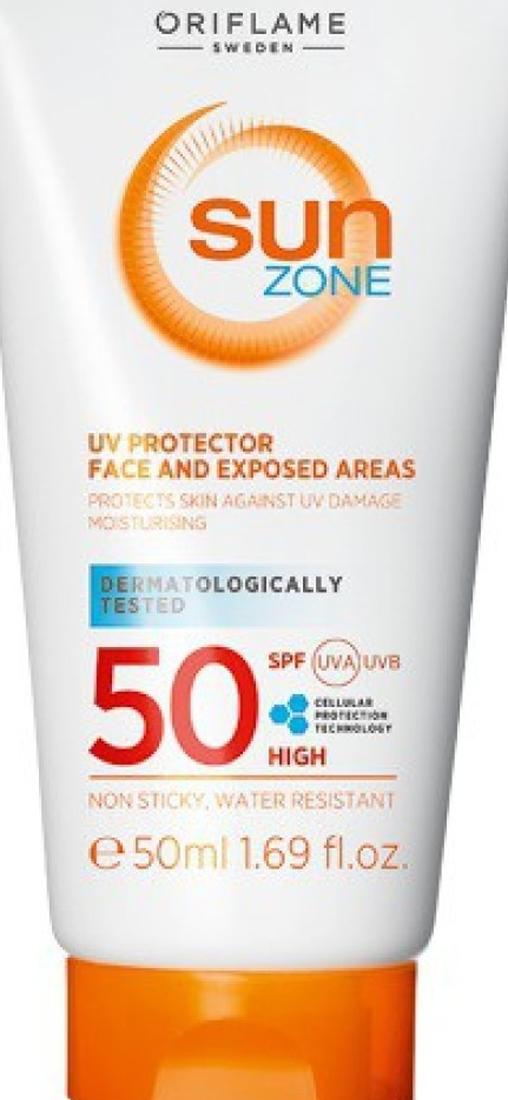 ORIFLAME
SWEDEN
sun
ZONE
UV PROTECTOR
FACE AND EXPOSED AREAS
PROTECTS SKIN AGAINST UV DAMAGE
MOISTURISING
DERMATOLOGICALLY
TESTED
50 SPF UVA UVB
CELLULAR
PROTECTION
TECHNOLOGY
HIGH
NON STICKY, WATER RESISTANT
℮ 50ml 1.69 fl.oz.